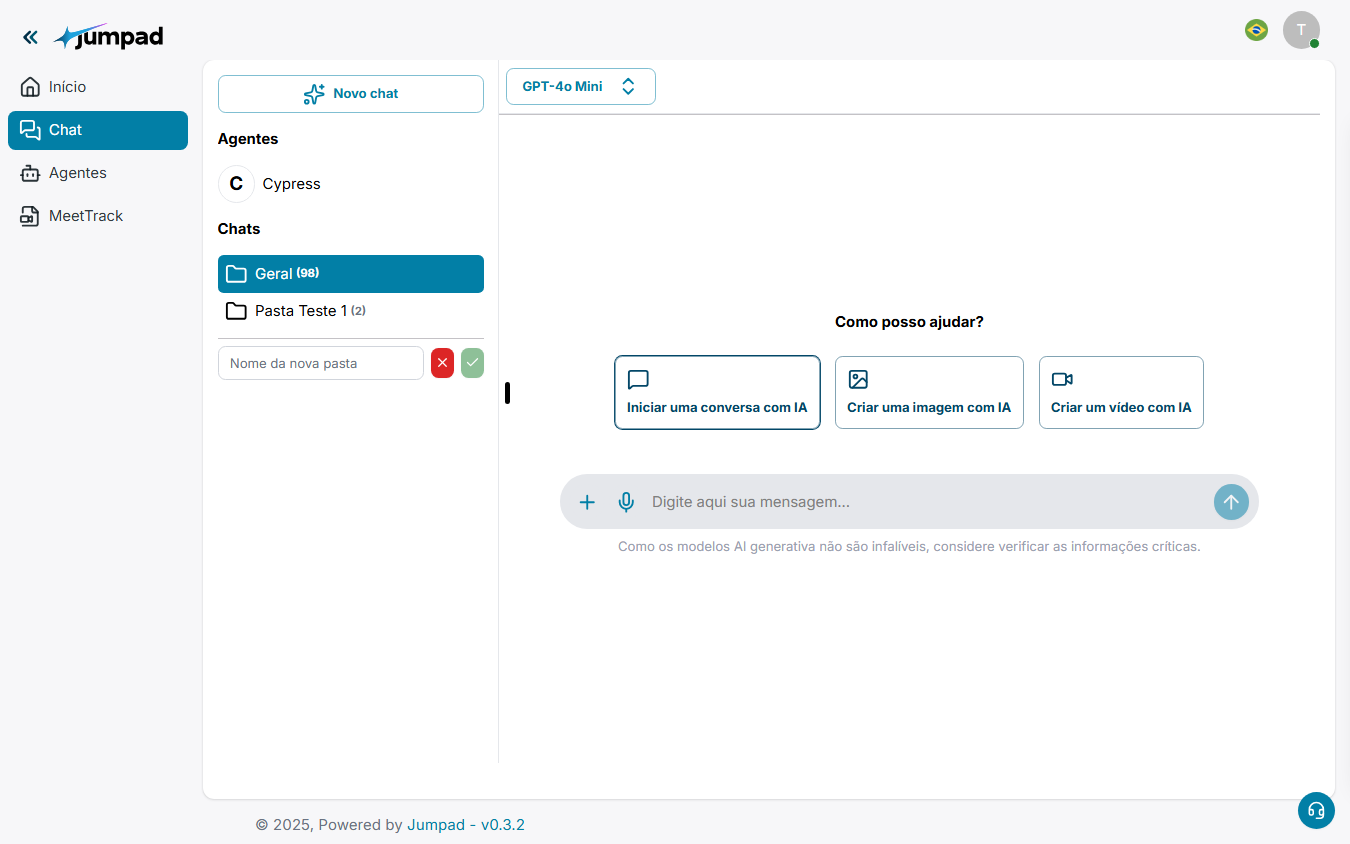 jumpad
T
Início
Chat
Agentes
MeetTrack
Novo chat
Agentes
C Cypress
Chats
Geral (98)
Pasta Teste 1 (2)
Nome da nova pasta
GPT-4o Mini
Como posso ajudar?
Iniciar uma conversa com IA
Criar uma imagem com IA
Criar um vídeo com IA
Digite aqui sua mensagem...
Como os modelos AI generativa não são infalíveis, considere verificar as informações críticas.
© 2025, Powered by Jumpad - v0.3.2